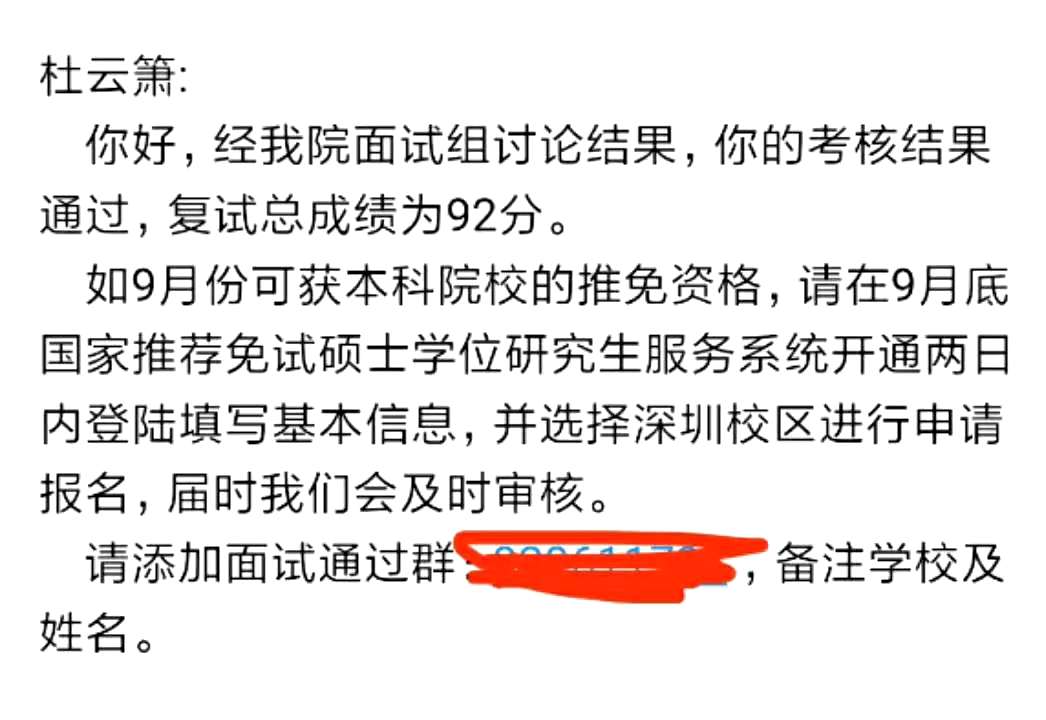 杜云箫:
你好，经我院面试组讨论结果，你的考核结果
通过，复试总成绩为92分。
如9月份可获本科院校的推免资格，请在9月底
国家推荐免试硕士学位研究生服务系统开通两日
内登陆填写基本信息，并选择深圳校区进行申请
报名，届时我们会及时审核。
请添加面试通过群：，备注学校及
姓名。